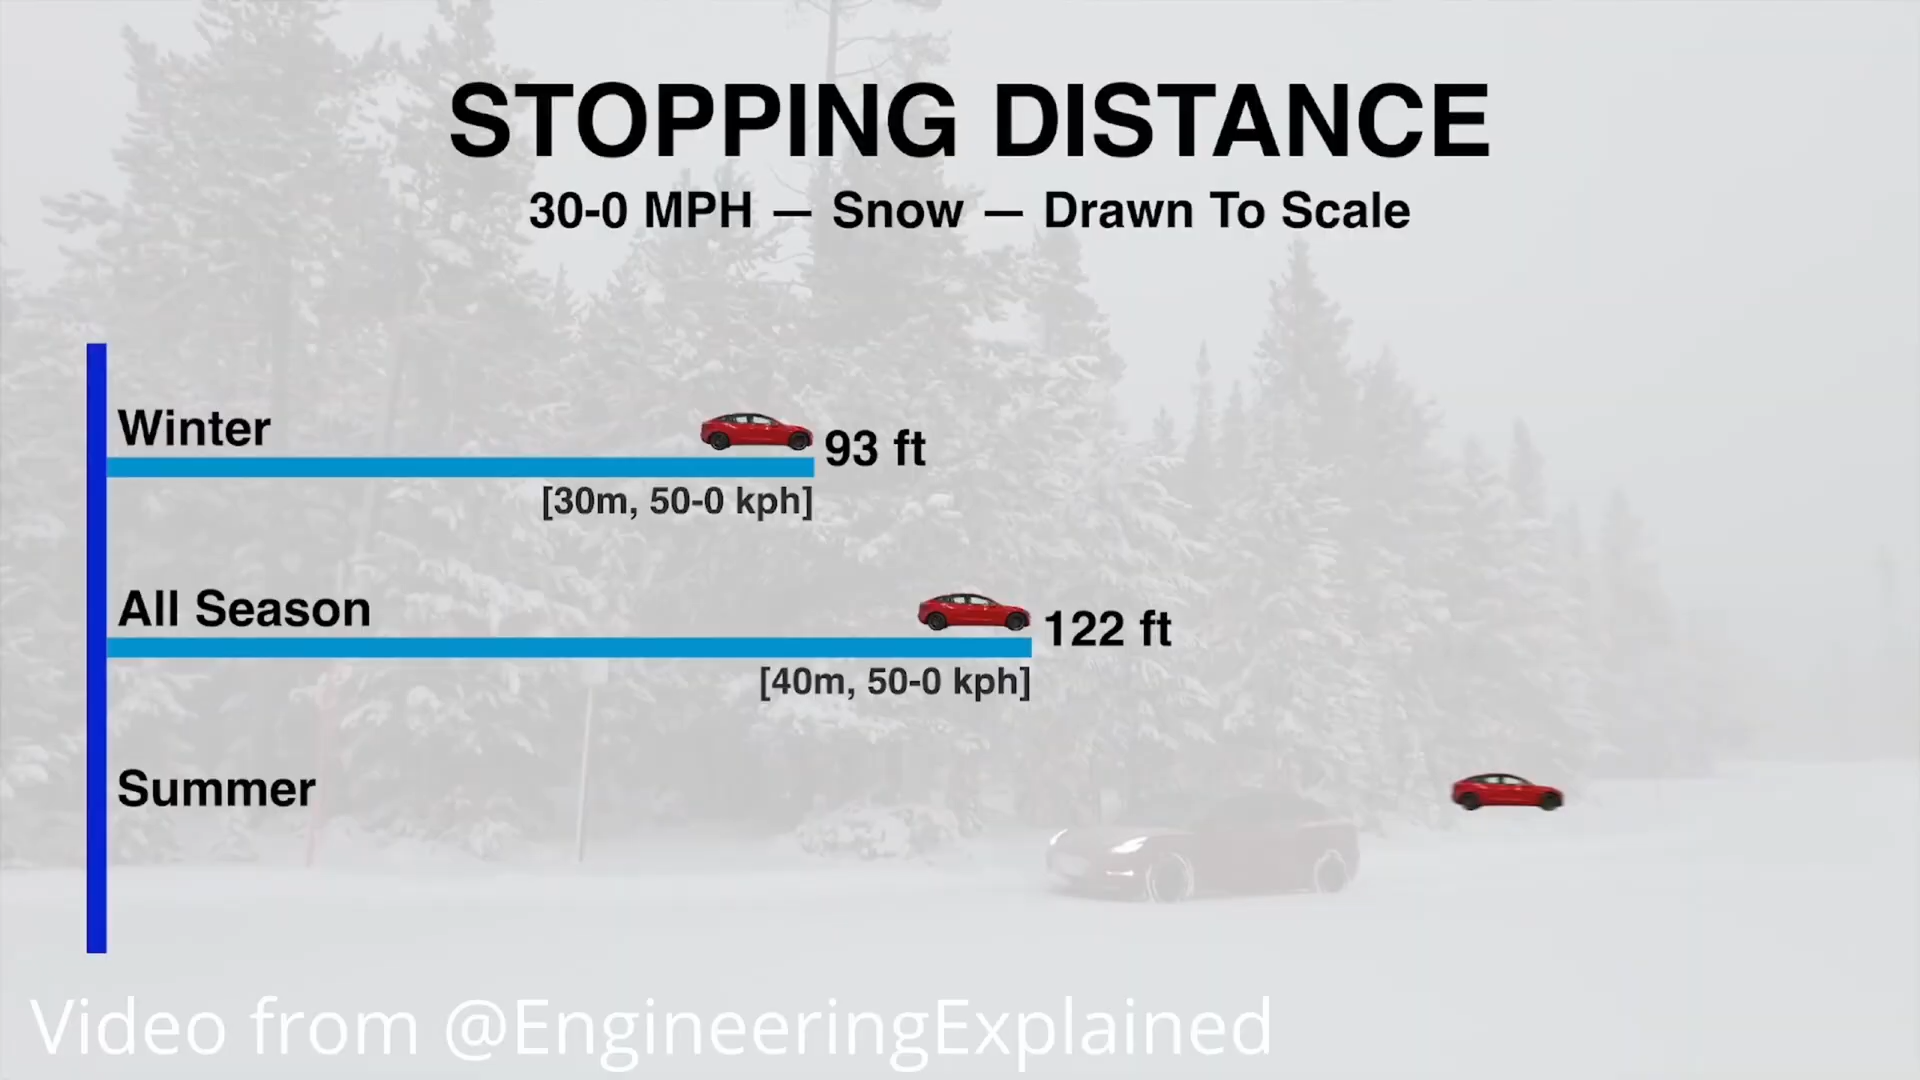 STOPPING DISTANCE
30-0 MPH — Snow — Drawn To Scale
Winter
93 ft
[30m, 50-0 kph]
All Season
122 ft
[40m, 50-0 kph]
Summer
Video from @EngineeringExplained